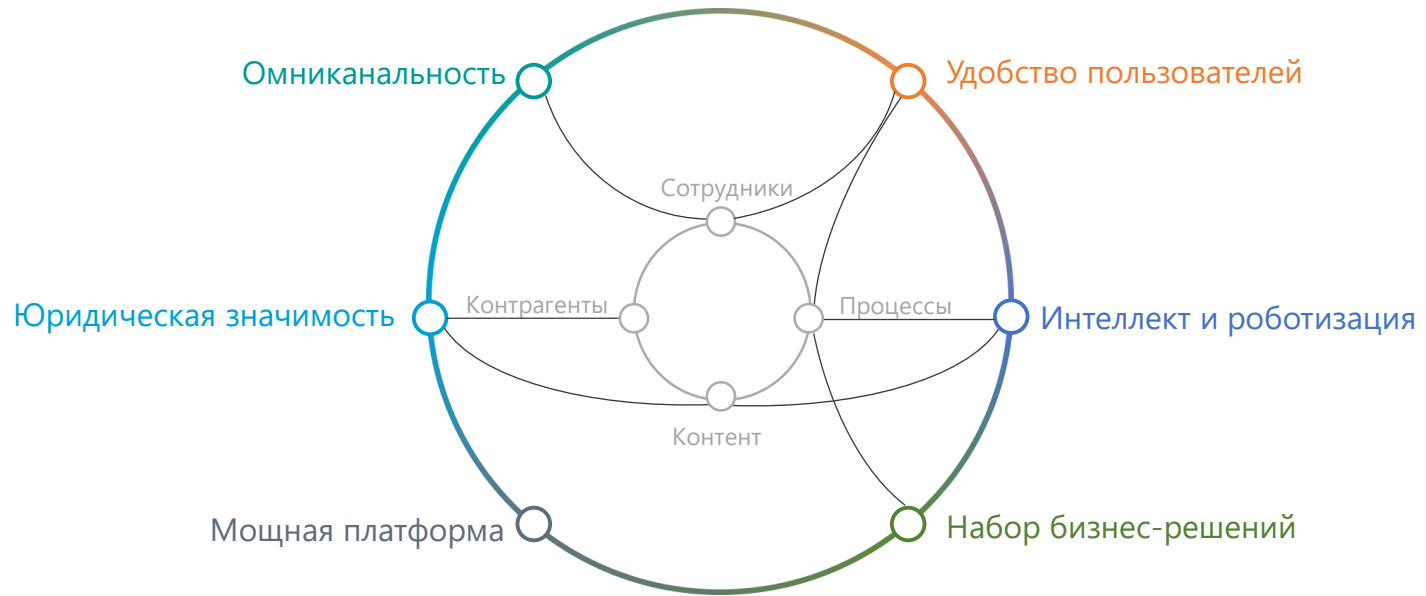 Омниканальность
Удобство пользователей
Сотрудники
Контрагенты
Процессы
Юридическая значимость
Интеллект и роботизация
Контент
Мощная платформа
Набор бизнес-решений